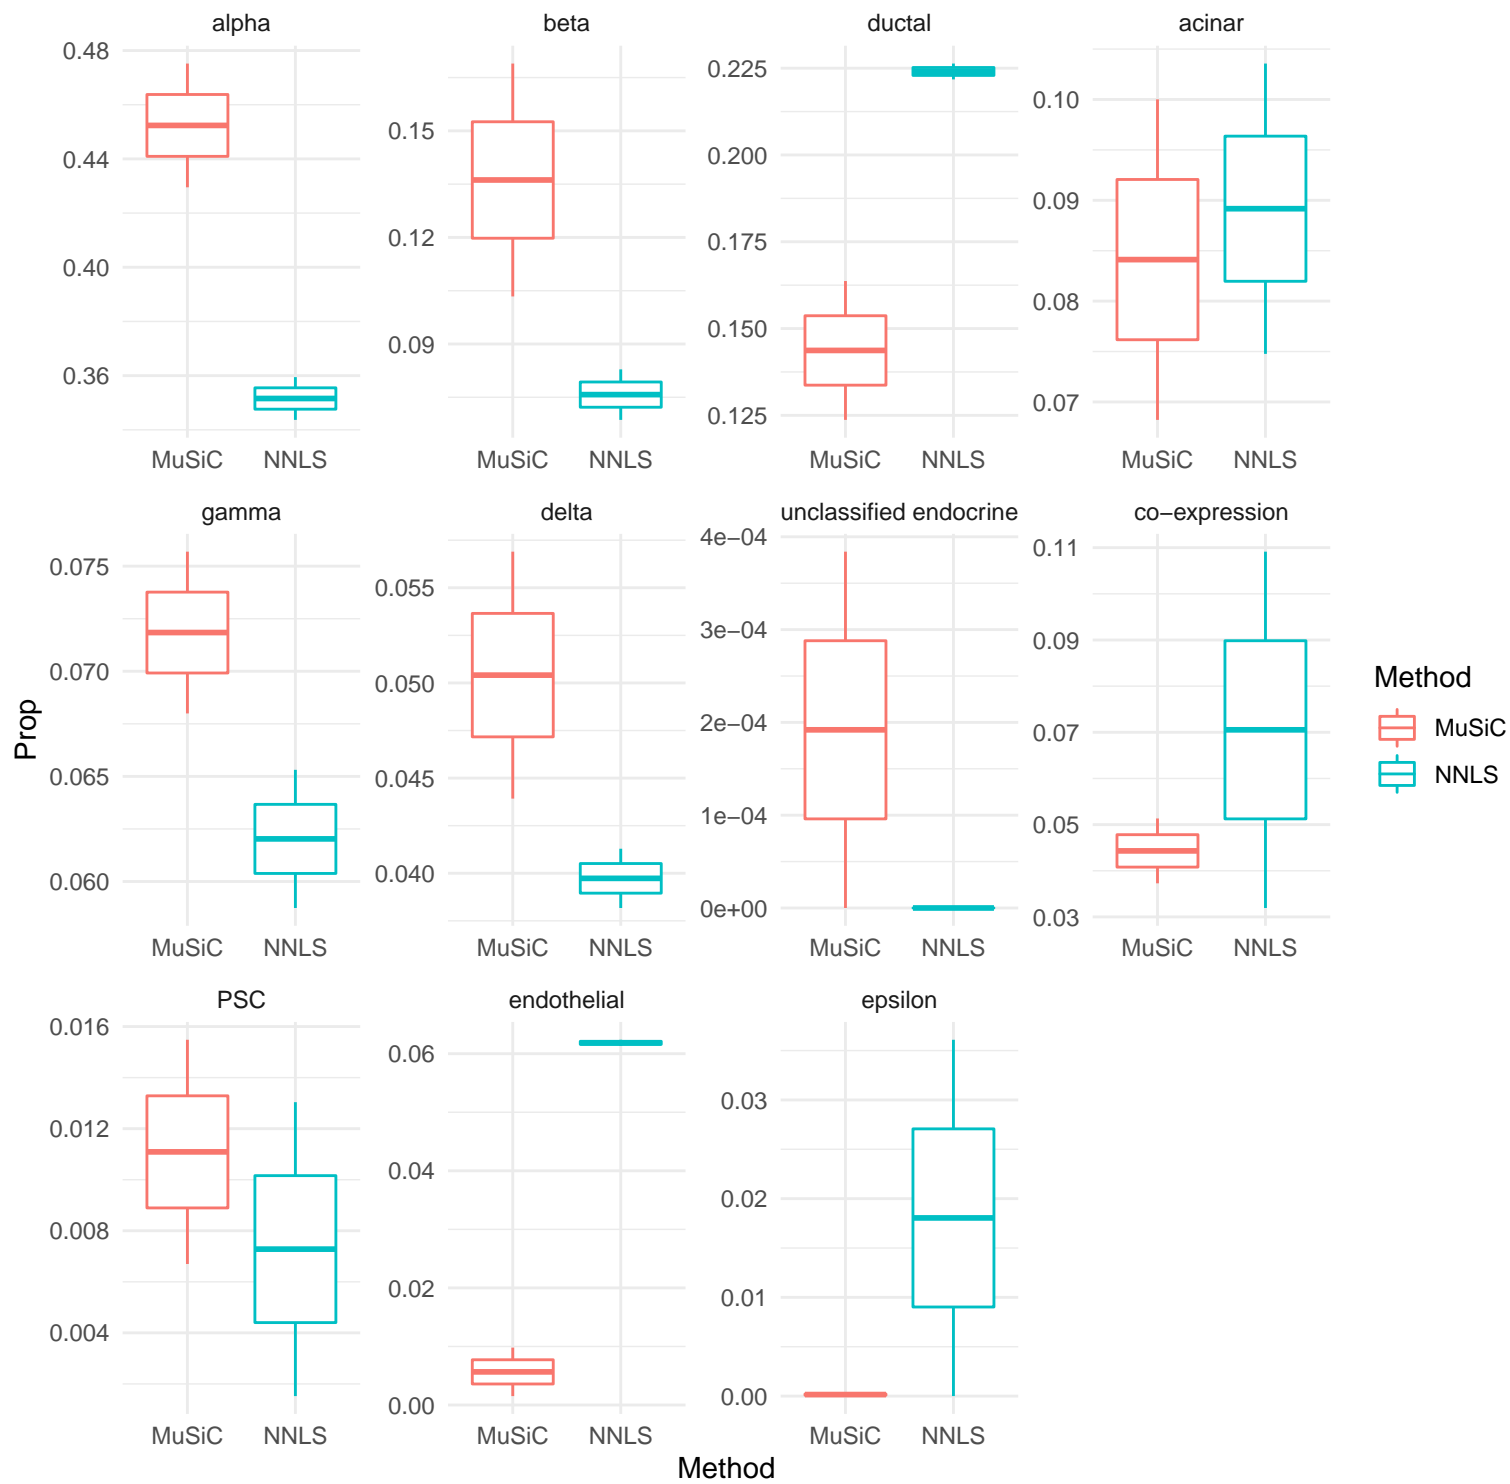 alpha
beta
ductal
acinar
0.48
0.44
0.40
0.36
0.15
0.12
0.09
0.225
0.200
0.175
0.150
0.125
0.10
0.09
0.08
0.07
MuSiC NNLS
MuSiC NNLS
MuSiC NNLS
MuSiC NNLS
gamma
delta
unclassified endocrine
co−expression
0.075
0.070
0.065
0.060
0.055
0.050
0.045
0.040
4e−04
3e−04
2e−04
1e−04
0e+00
0.11
0.09
0.07
0.05
0.03
MuSiC NNLS
MuSiC NNLS
MuSiC NNLS
MuSiC NNLS
PSC
endothelial
epsilon
0.016
0.012
0.008
0.004
0.06
0.04
0.02
0.00
0.03
0.02
0.01
0.00
MuSiC NNLS
MuSiC NNLS
MuSiC NNLS
Prop
Method
Method
MuSiC
NNLS